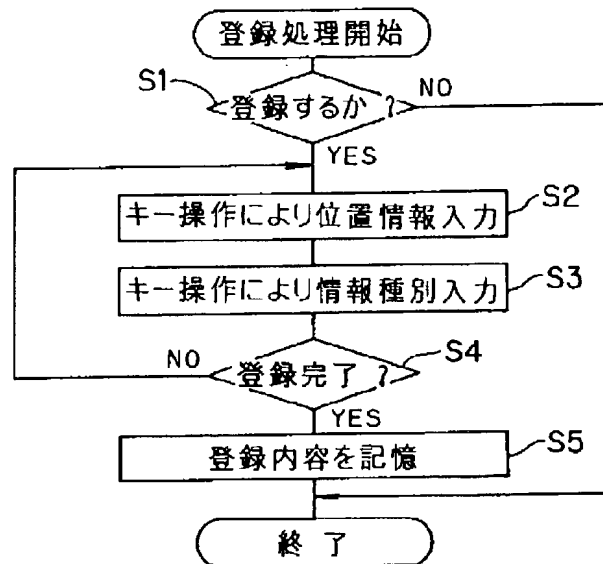 登録処理開始
S1
登録するか?
NO
YES
キー操作により位置情報入力
S2
キー操作により情報種別入力
S3
NO
登録完了?
S4
YES
登録内容を記憶
S5
終了